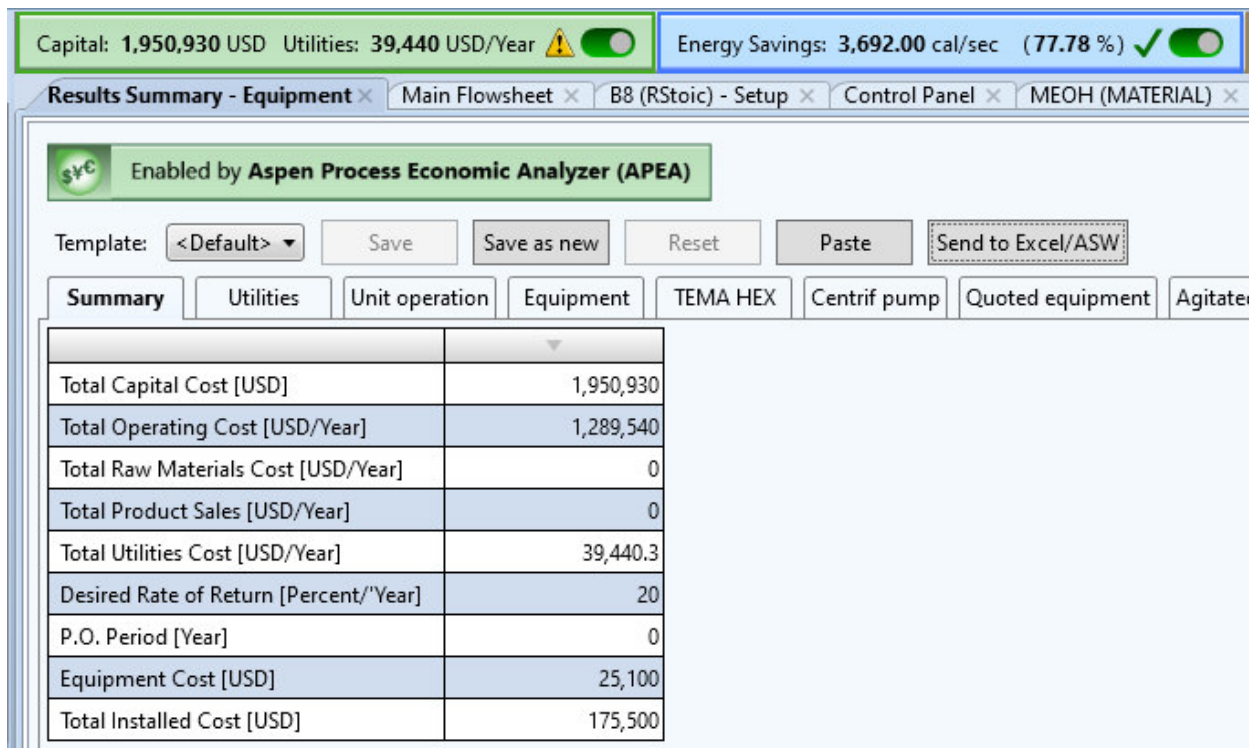 Capital: 1,950,930 USD Utilities: 39,440 USD/Year Energy Savings: 3,692.00 cal/sec (77.78 %)
Results Summary - Equipment Main Flowsheet B8 (RStoic) - Setup Control Panel MEOH (MATERIAL)
$¥€ Enabled by Aspen Process Economic Analyzer (APEA)
Template: <Default> Save Save as new Reset Paste Send to Excel/ASW
Summary Utilities Unit operation Equipment TEMA HEX Centrif pump Quoted equipment Agitated
Total Capital Cost [USD] 1,950,930
Total Operating Cost [USD/Year] 1,289,540
Total Raw Materials Cost [USD/Year] 0
Total Product Sales [USD/Year] 0
Total Utilities Cost [USD/Year] 39,440.3
Desired Rate of Return [Percent/'Year] 20
P.O. Period [Year] 0
Equipment Cost [USD] 25,100
Total Installed Cost [USD] 175,500